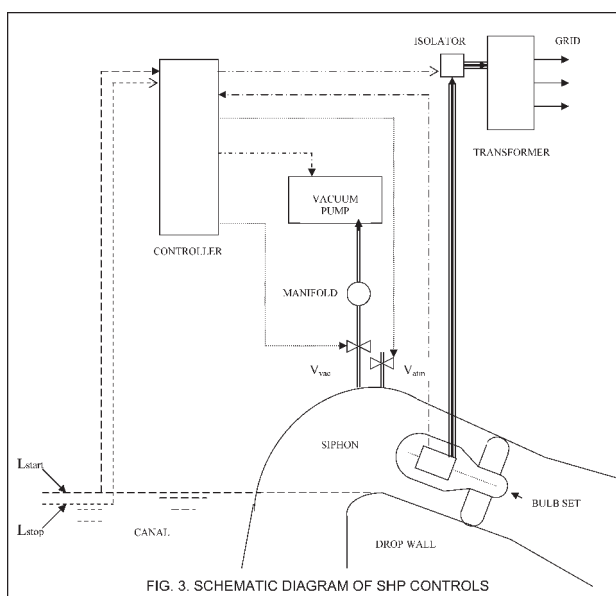 ISOLATOR
GRID
TRANSFORMER
VACUUM
PUMP
CONTROLLER
MANIFOLD
Vvac
Vatm
SIPHON
Lstart
Lstop
BULB SET
CANAL
DROP WALL
FIG. 3. SCHEMATIC DIAGRAM OF SHP CONTROLS